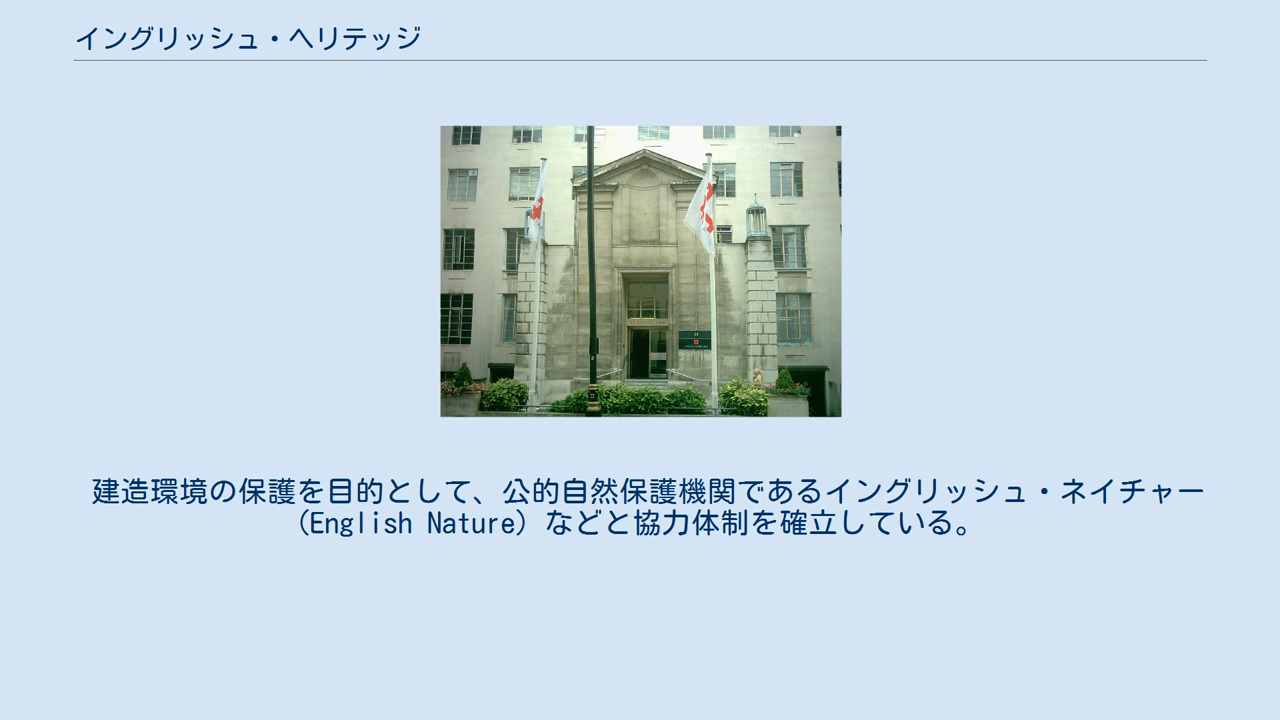 イングリッシュ・ヘリテッジ
建造環境の保護を目的として、公的自然保護機関であるイングリッシュ・ネイチャー
（English Nature）などと協力体制を確立している。